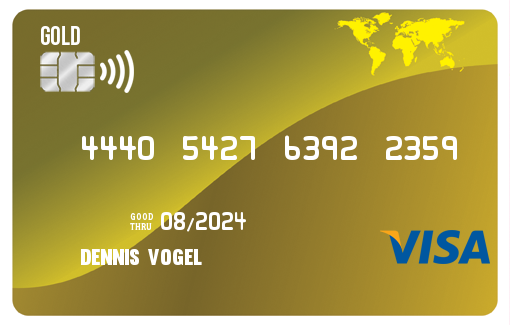 GOLD
4440 5427 6392 2359
GOOD THRU 08/2024
DENNIS VOGEL
VISA